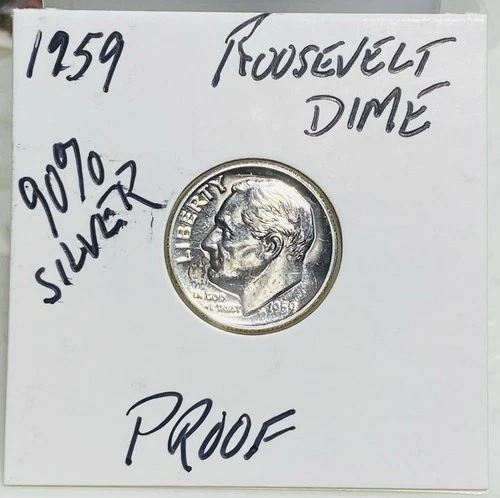 1959
ROOSEVELT
DIME
90%
SILVER
LIBERTY
IN GOD
WE TRUST
1959
PROOF